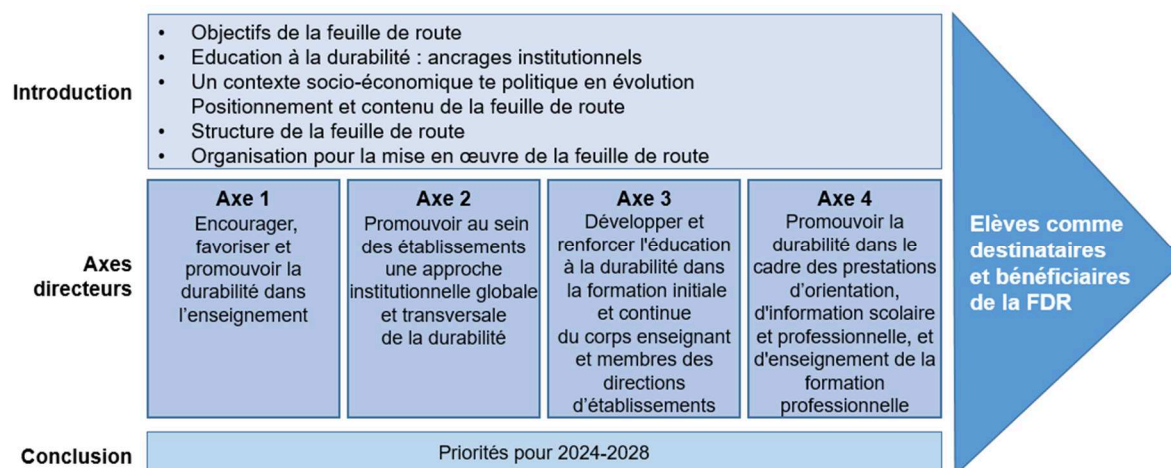 Introduction
• Objectifs de la feuille de route
• Education à la durabilité : ancrages institutionnels
• Un contexte socio-économique te politique en évolution
Positionnement et contenu de la feuille de route
• Structure de la feuille de route
• Organisation pour la mise en œuvre de la feuille de route
Axes
directeurs
Axe 1
Encourager,
favoriser et
promouvoir la
durabilité dans
l’enseignement
Axe 2
Promouvoir au sein
des établissements
une approche
institutionnelle globale
et transversale
de la durabilité
Axe 3
Développer et
renforcer l'éducation
à la durabilité dans
la formation initiale
et continue
du corps enseignant
et membres des
directions
d’établissements
Axe 4
Promouvoir la
durabilité dans le
cadre des prestations
d’orientation,
d'information scolaire
et professionnelle, et
d'enseignement de la
formation
professionnelle
Elèves comme
destinataires
et bénéficiaires
de la FDR
Conclusion
Priorités pour 2024-2028